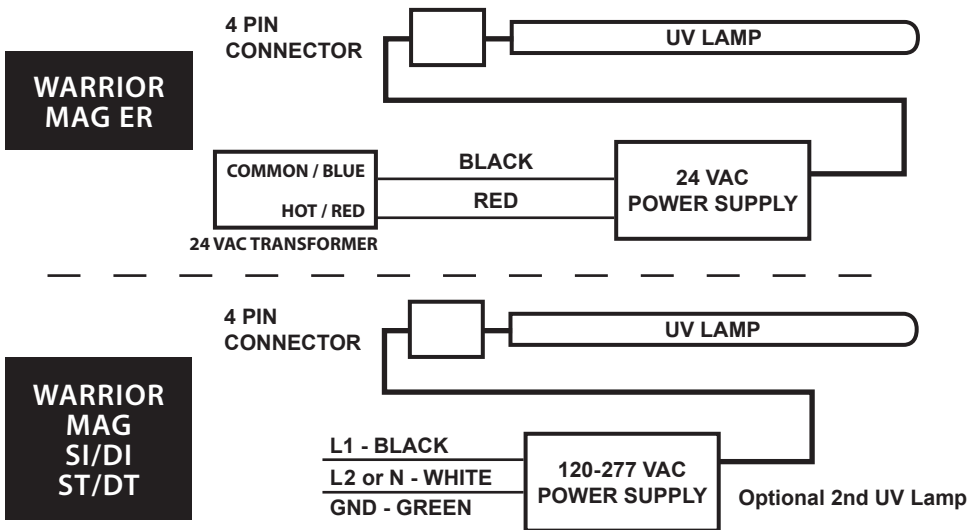 WARRIOR
MAG ER
4 PIN
CONNECTOR
UV LAMP
COMMON / BLUE
HOT / RED
24 VAC TRANSFORMER
BLACK
RED
24 VAC
POWER SUPPLY
WARRIOR
MAG
SI/DI
ST/DT
4 PIN
CONNECTOR
UV LAMP
L1 - BLACK
L2 or N - WHITE
GND - GREEN
120-277 VAC
POWER SUPPLY
Optional 2nd UV Lamp